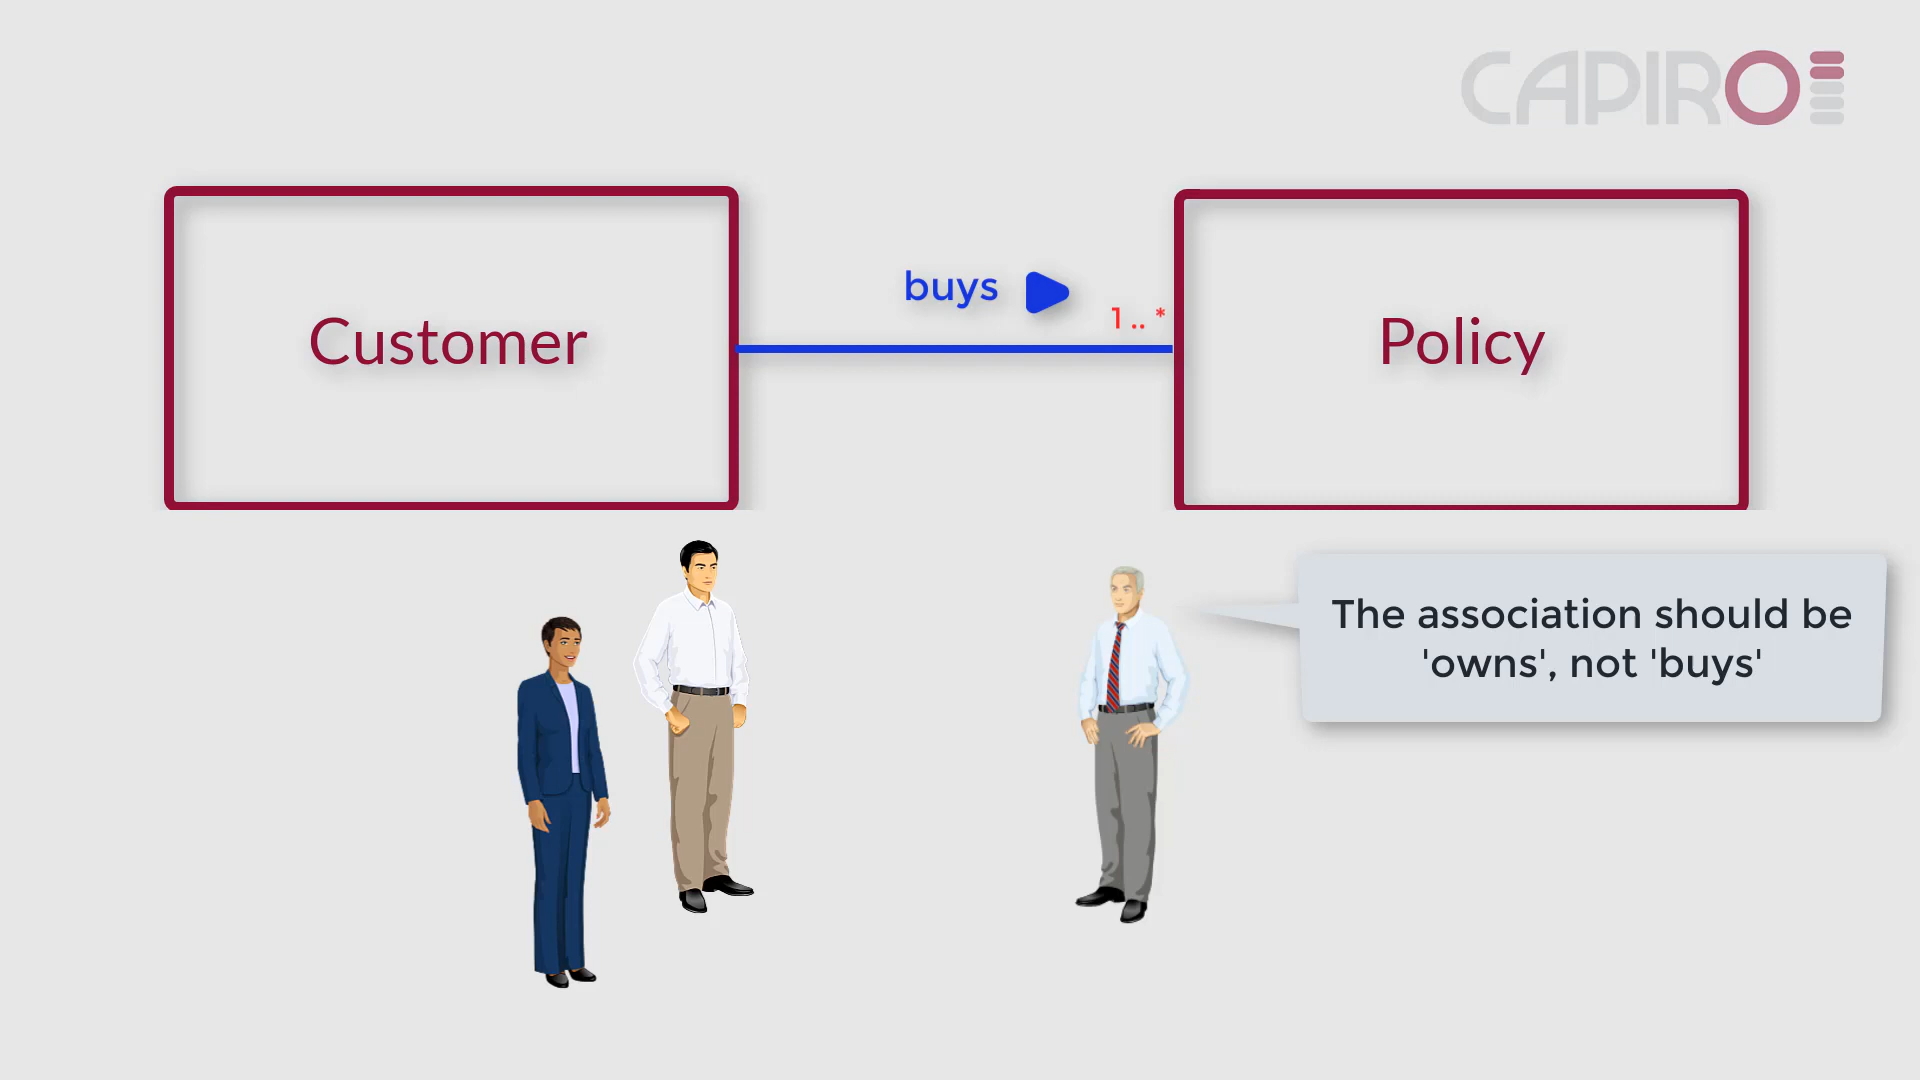 CAPIRO
buys
1 .. *
Customer
Policy
The association should be
'owns', not 'buys'